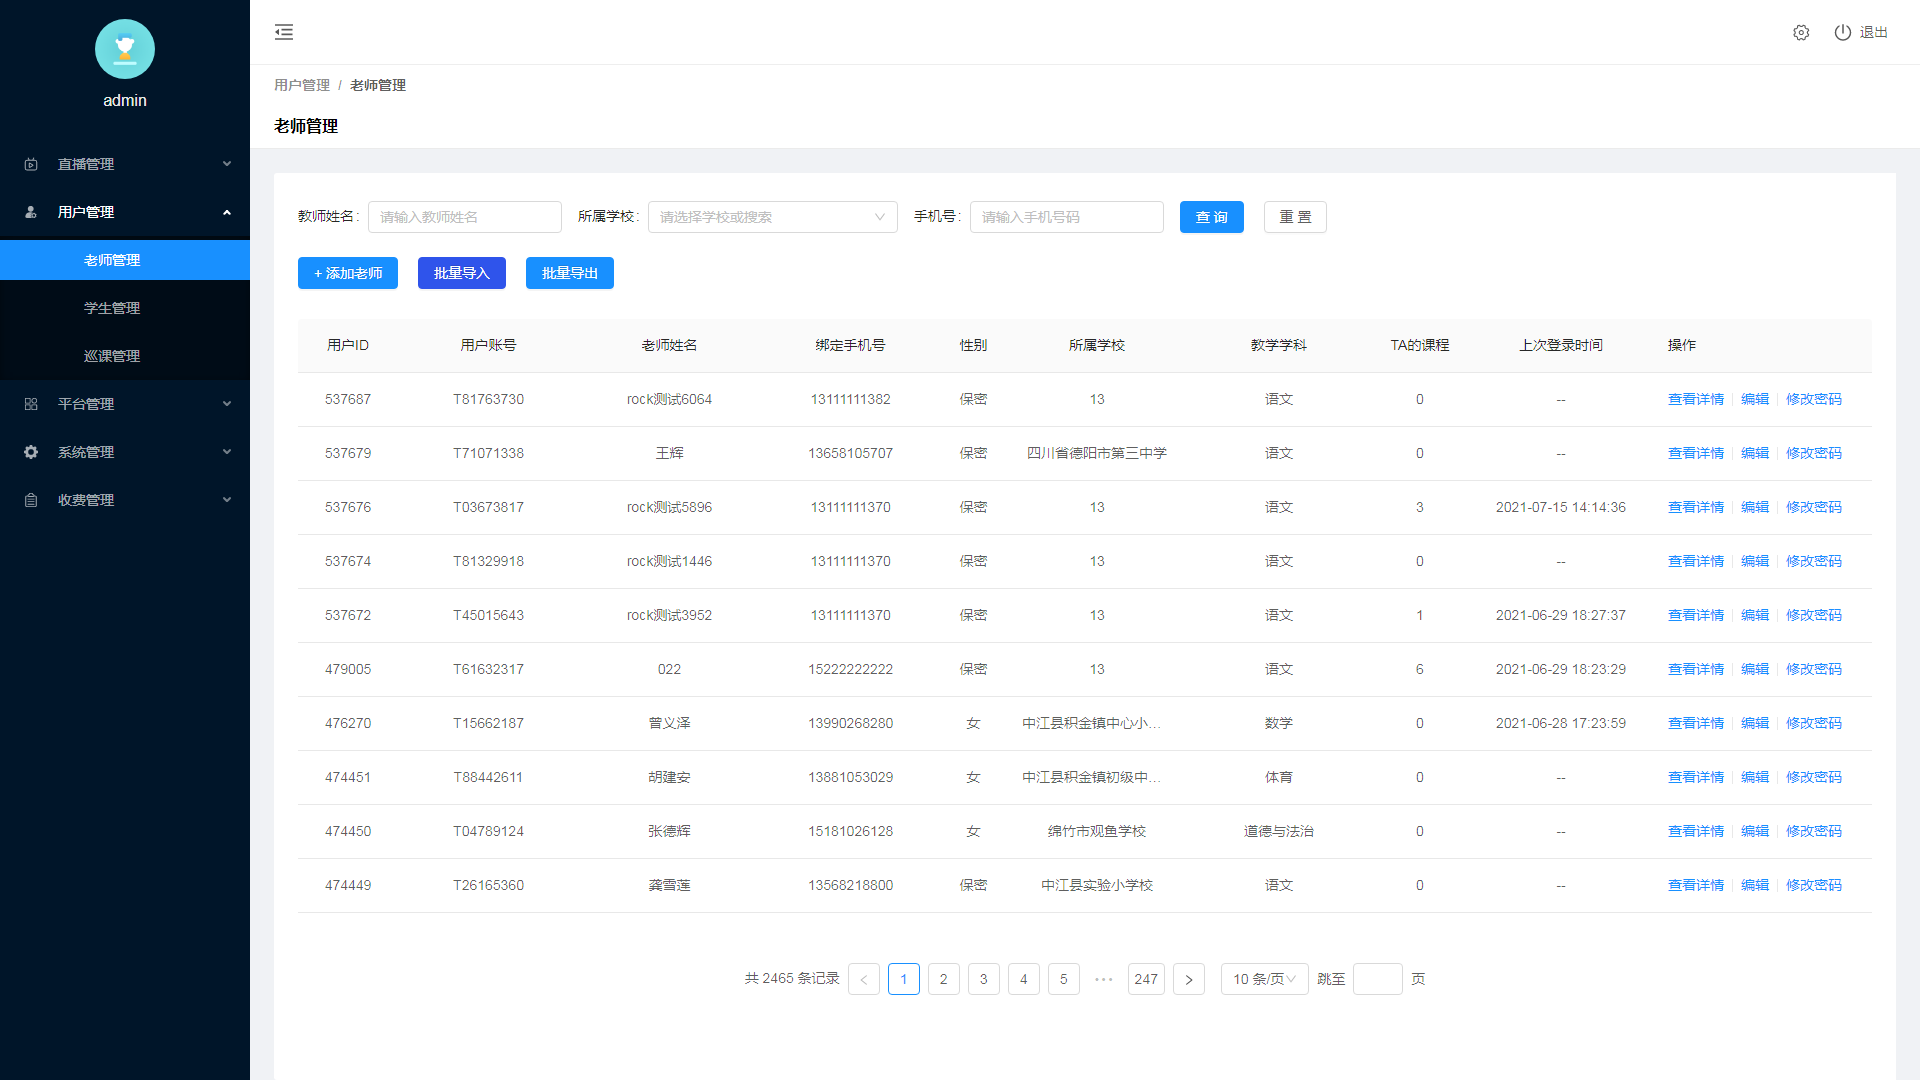 admin
直播管理
用户管理
老师管理
学生管理
巡课管理
平台管理
系统管理
收费管理
退出
用户管理 / 老师管理
老师管理
教师姓名: 请输入教师姓名 所属学校: 请选择学校或搜索 手机号: 请输入手机号码 查 询 重 置
+ 添加老师 批量导入 批量导出
用户ID 用户账号 老师姓名 绑定手机号 性别 所属学校 教学学科 TA的课程 上次登录时间 操作
537687 T81763730 rock测试6064 13111111382 保密 13 语文 0 -- 查看详情 编辑 修改密码
537679 T71071338 王辉 13658105707 保密 四川省德阳市第三中学 语文 0 -- 查看详情 编辑 修改密码
537676 T03673817 rock测试5896 13111111370 保密 13 语文 3 2021-07-15 14:14:36 查看详情 编辑 修改密码
537674 T81329918 rock测试1446 13111111370 保密 13 语文 0 -- 查看详情 编辑 修改密码
537672 T45015643 rock测试3952 13111111370 保密 13 语文 1 2021-06-29 18:27:37 查看详情 编辑 修改密码
479005 T61632317 022 15222222222 保密 13 语文 6 2021-06-29 18:23:29 查看详情 编辑 修改密码
476270 T15662187 曾义泽 13990268280 女 中江县积金镇中心小... 数学 0 2021-06-28 17:23:59 查看详情 编辑 修改密码
474451 T88442611 胡建安 13881053029 女 中江县积金镇初级中... 体育 0 -- 查看详情 编辑 修改密码
474450 T04789124 张德辉 15181026128 女 绵竹市观鱼学校 道德与法治 0 -- 查看详情 编辑 修改密码
474449 T26165360 龚雪莲 13568218800 保密 中江县实验小学校 语文 0 -- 查看详情 编辑 修改密码
共 2465 条记录 < 1 2 3 4 5 ••• 247 > 10 条/页 跳至 页